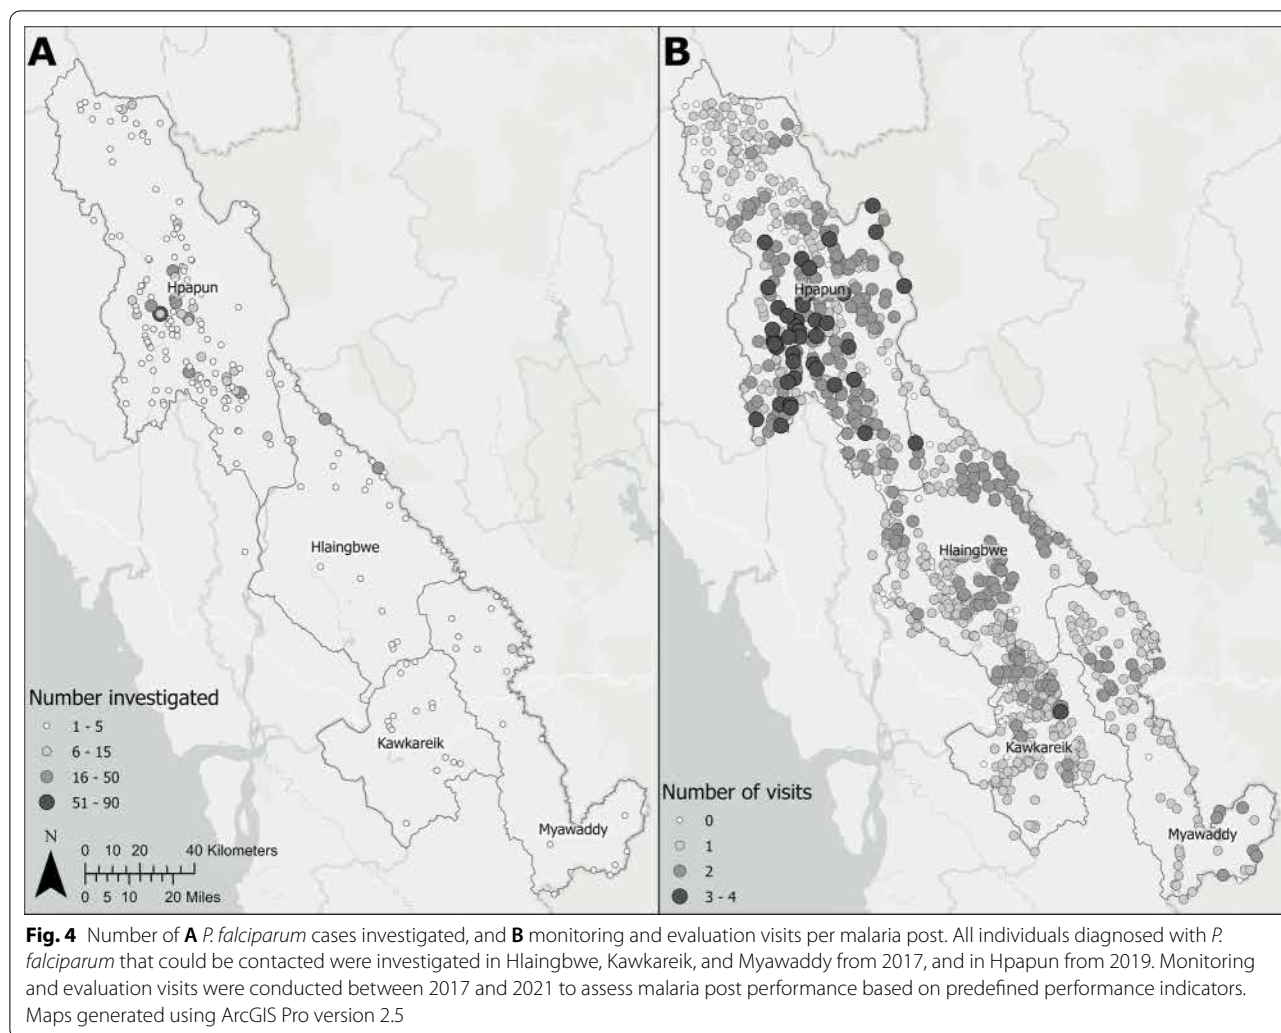 A
B
Hpapun
Hlaingbwe
Kawkareik
Myawaddy
Number investigated
1 - 5
6 - 15
16 - 50
51 - 90
N
0 10 20 40 Kilometers
0 5 10 20 Miles
Hpapun
Hlaingbwe
Kawkareik
Myawaddy
Number of visits
0
1
2
3 - 4
Fig. 4 Number of A P. falciparum cases investigated, and B monitoring and evaluation visits per malaria post. All individuals diagnosed with P.
falciparum that could be contacted were investigated in Hlaingbwe, Kawkareik, and Myawaddy from 2017, and in Hpapun from 2019. Monitoring
and evaluation visits were conducted between 2017 and 2021 to assess malaria post performance based on predefined performance indicators.
Maps generated using ArcGIS Pro version 2.5